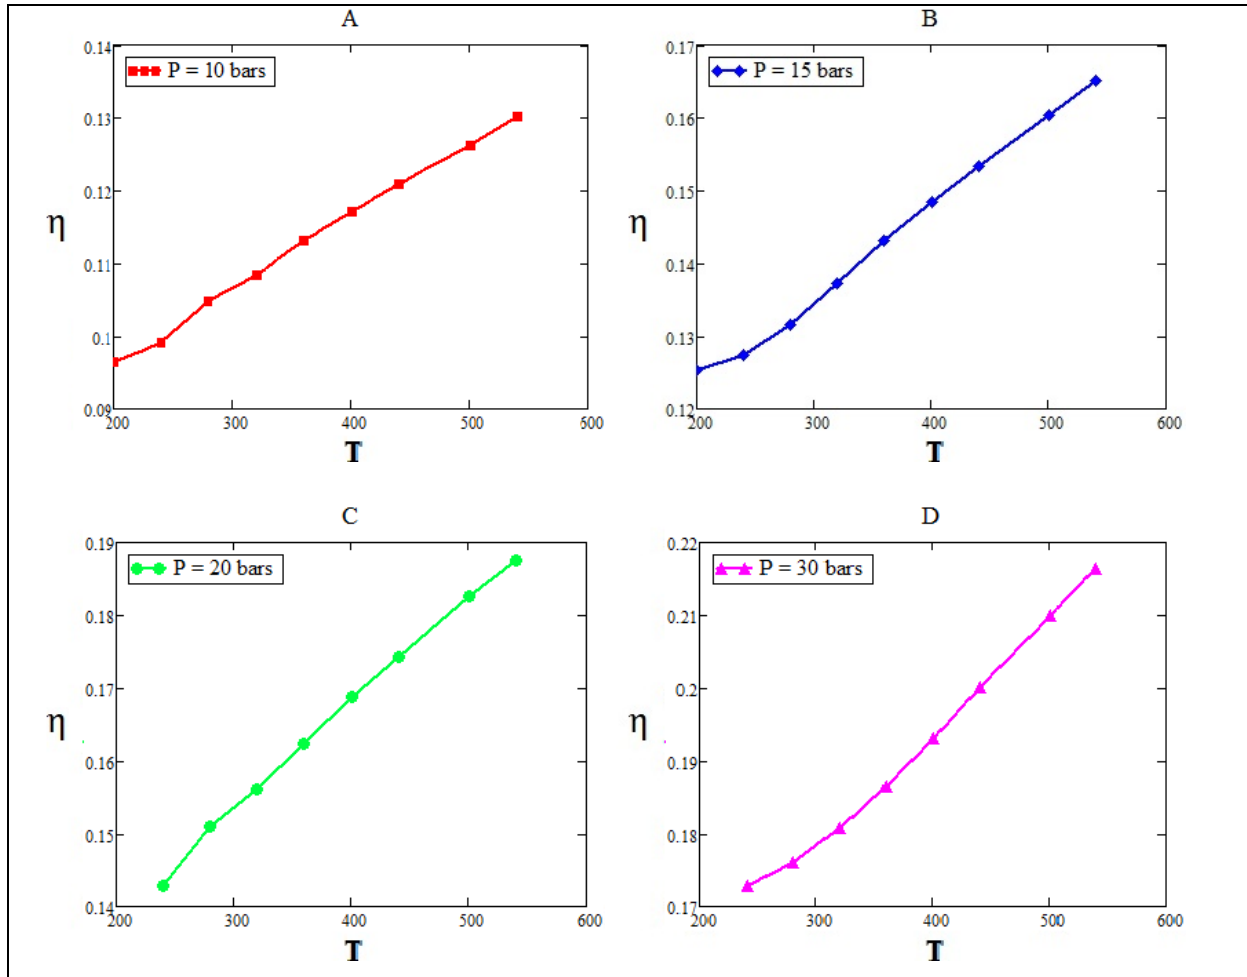 A
0.14
P = 10 bars
0.13
0.12
η
0.11
0.1
0.09
200 300 400 500 600
T
B
0.17
P = 15 bars
0.16
0.15
η
0.14
0.13
0.12
200 300 400 500 600
T
C
0.19
P = 20 bars
0.18
0.17
η
0.16
0.15
0.14
200 300 400 500 600
T
D
0.22
P = 30 bars
0.21
0.2
η
0.19
0.18
0.17
200 300 400 500 600
T